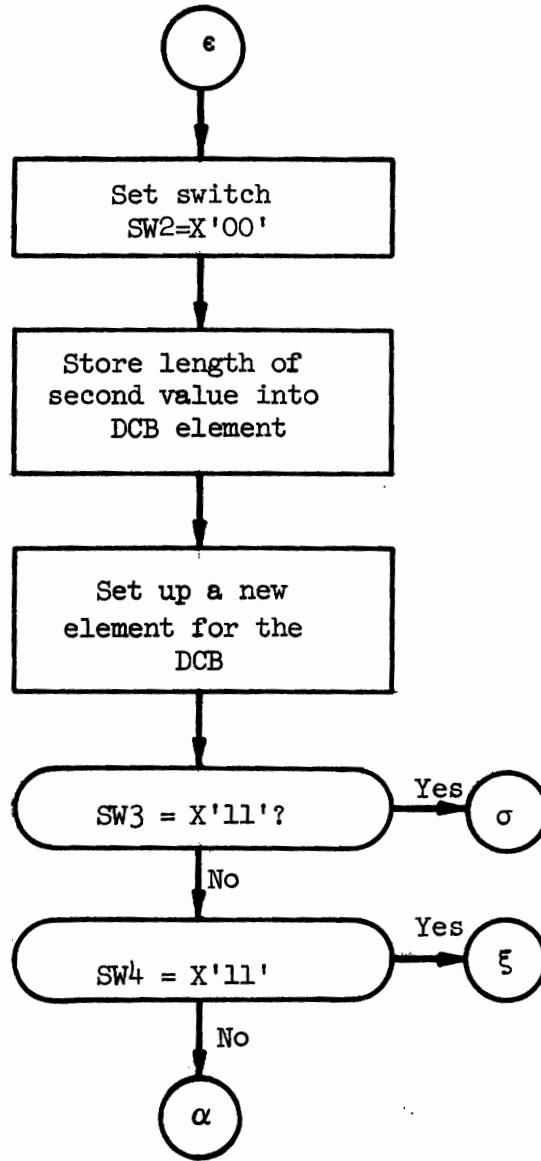 ϵ
Set switch
SW2=X'00'
Store length of
second value into
DCB element
Set up a new
element for the
DCB
SW3 = X'11'?
Yes
σ
No
SW4 = X'11'
Yes
ξ
No
α